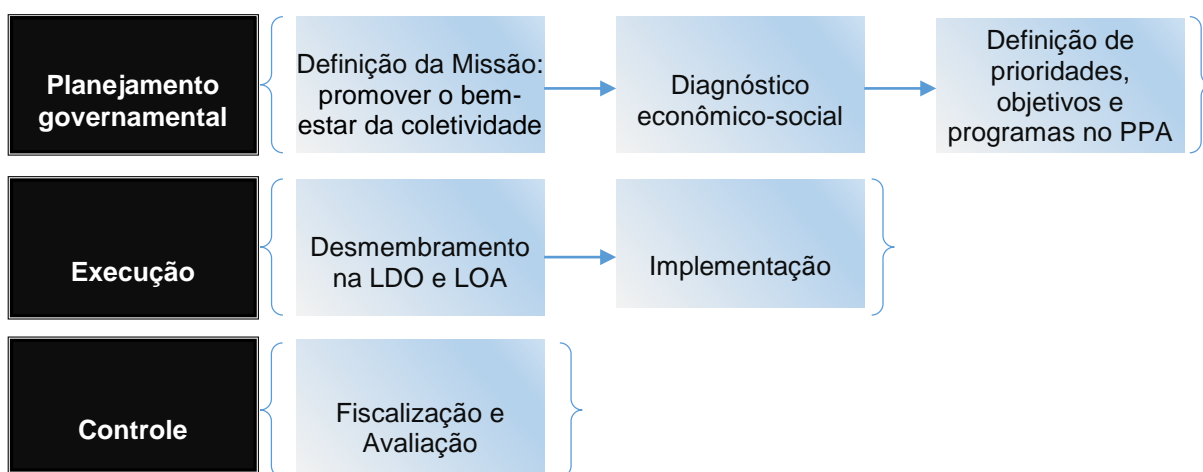 Planejamento
governamental
Definição da Missão:
promover o bem-
estar da coletividade
Diagnóstico
econômico-social
Definição de
prioridades,
objetivos e
programas no PPA
Execução
Desmembramento
na LDO e LOA
Implementação
Controle
Fiscalização e
Avaliação